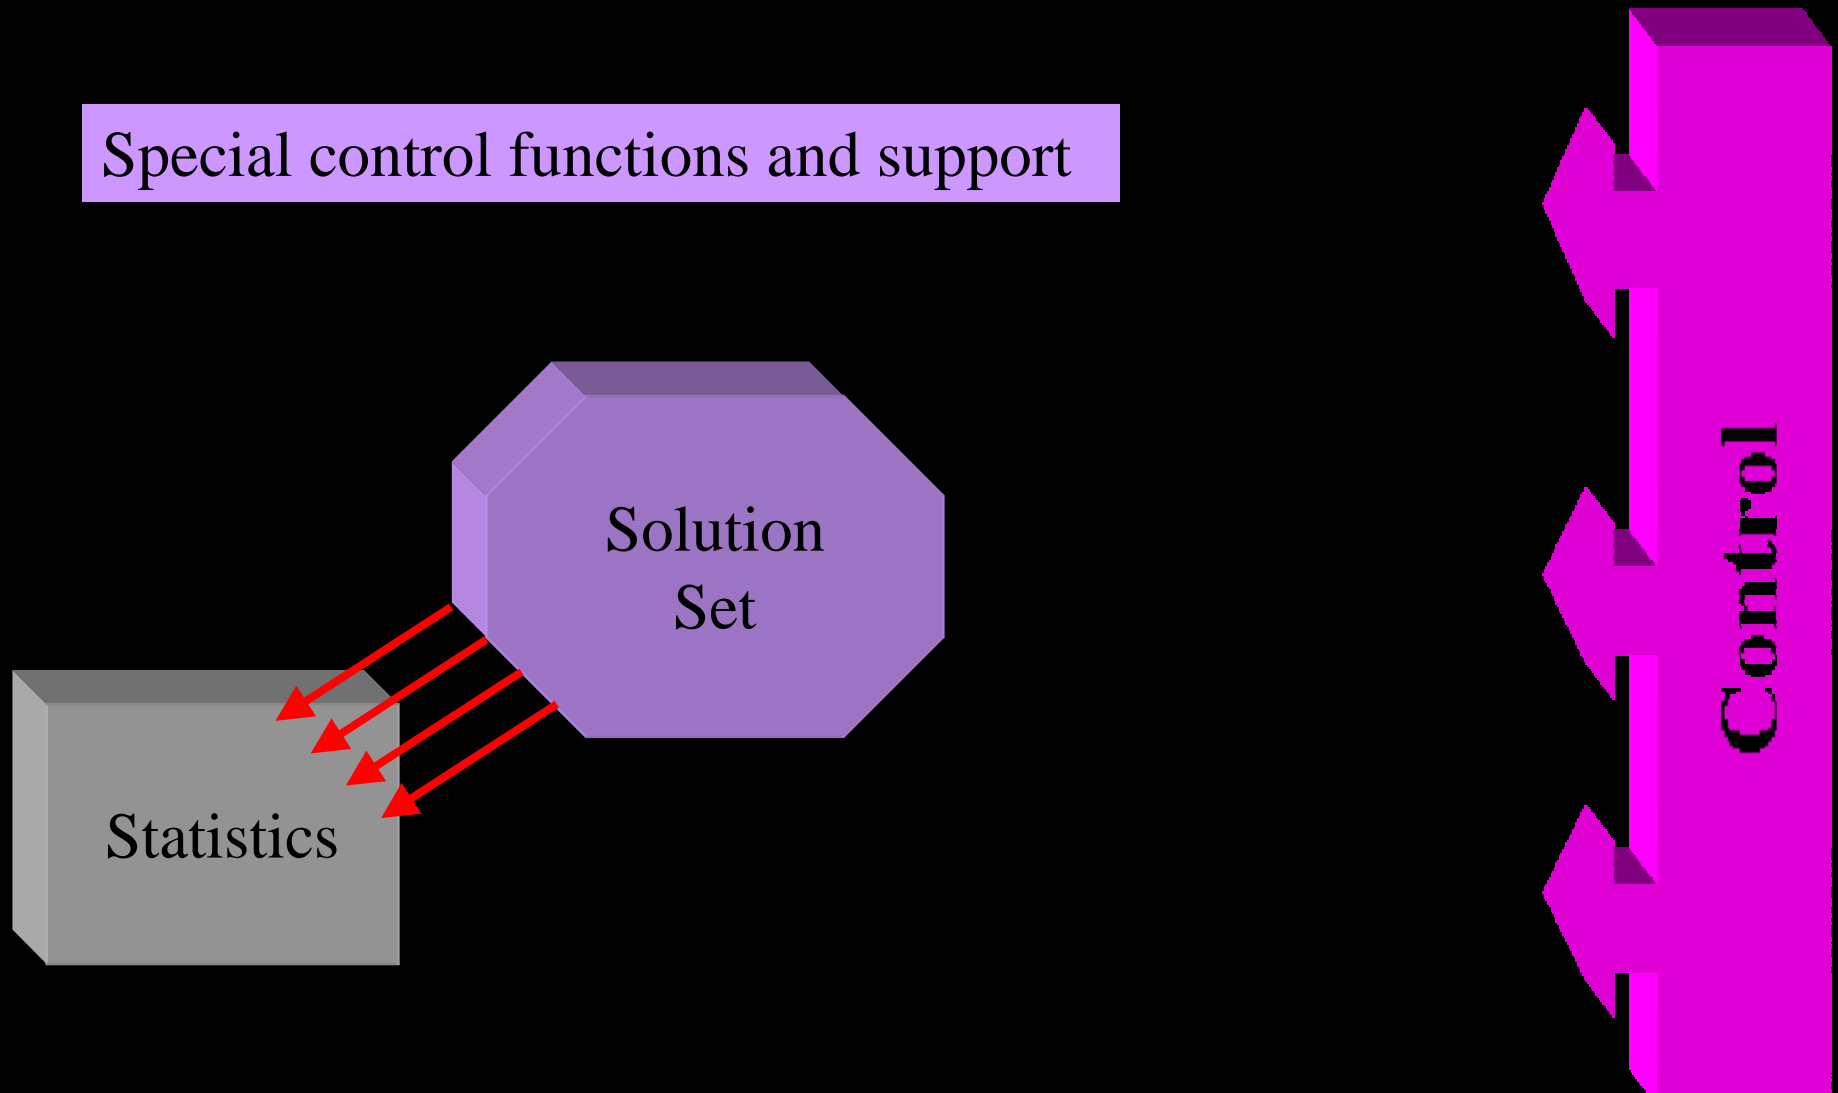 Special control functions and support
Solution
Set
Control
Statistics